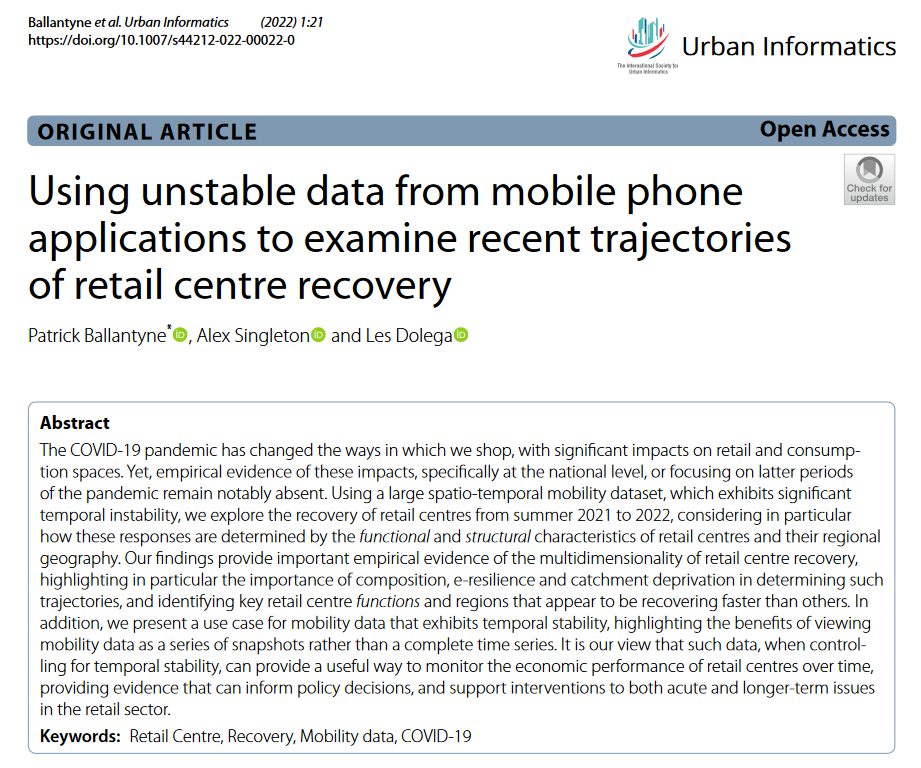 Ballantyne et al. Urban Informatics (2022) 1:21
https://doi.org/10.1007/s44212-022-00022-0
The International Society for
Urban Informatics
Urban Informatics
ORIGINAL ARTICLE
Open Access
Check for
updates
Using unstable data from mobile phone
applications to examine recent trajectories
of retail centre recovery
Patrick Ballantyne*iD, Alex SingletoniD and Les DolegaiD
Abstract
The COVID-19 pandemic has changed the ways in which we shop, with significant impacts on retail and consump-
tion spaces. Yet, empirical evidence of these impacts, specifically at the national level, or focusing on latter periods
of the pandemic remain notably absent. Using a large spatio-temporal mobility dataset, which exhibits significant
temporal instability, we explore the recovery of retail centres from summer 2021 to 2022, considering in particular
how these responses are determined by the functional and structural characteristics of retail centres and their regional
geography. Our findings provide important empirical evidence of the multidimensionality of retail centre recovery,
highlighting in particular the importance of composition, e-resilience and catchment deprivation in determining such
trajectories, and identifying key retail centre functions and regions that appear to be recovering faster than others. In
addition, we present a use case for mobility data that exhibits temporal stability, highlighting the benefits of viewing
mobility data as a series of snapshots rather than a complete time series. It is our view that such data, when control-
ling for temporal stability, can provide a useful way to monitor the economic performance of retail centres over time,
providing evidence that can inform policy decisions, and support interventions to both acute and longer-term issues
in the retail sector.
Keywords: Retail Centre, Recovery, Mobility data, COVID-19